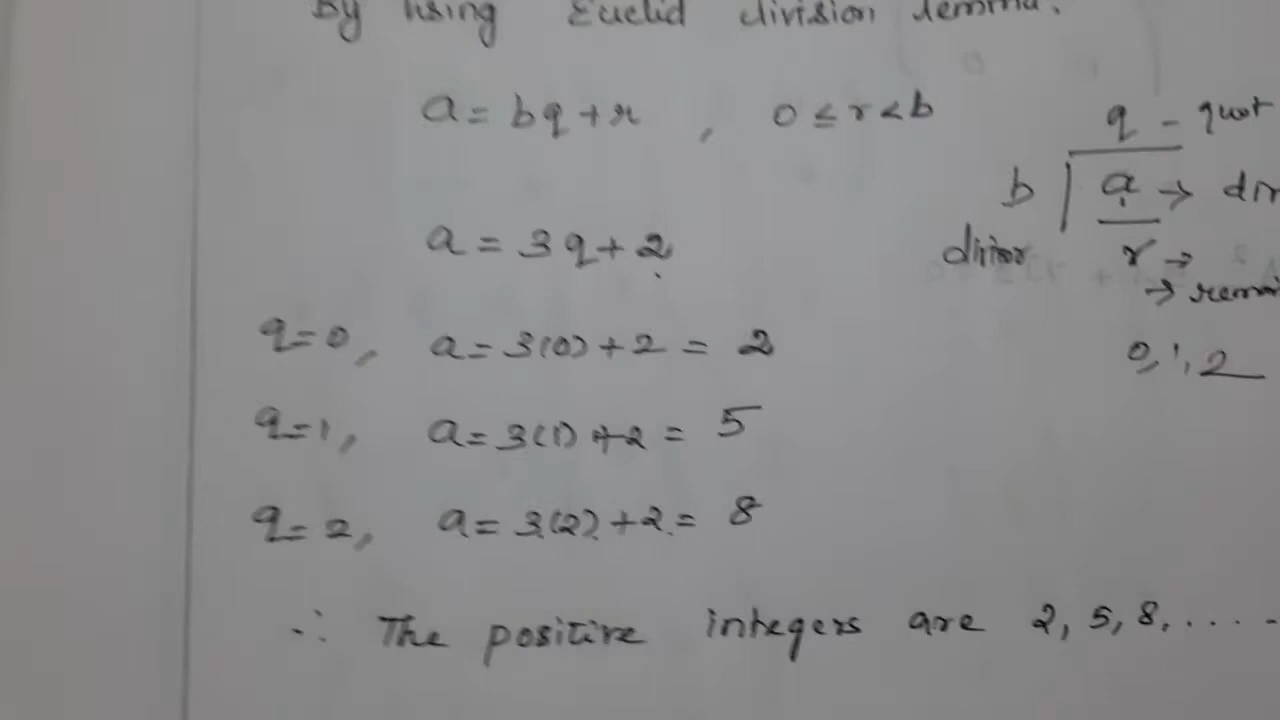 By using Euclid division lemma.
a = bq + r , 0 ≤ r < b
q - quot
b a →
divisor r →
→ remai
a = 3q + 2
0, 1, 2
q = 0, a = 3(0) + 2 = 2
q = 1, a = 3(1) + 2 = 5
q = 2, a = 3(2) + 2 = 8
∴ The positive integers are 2, 5, 8, .....